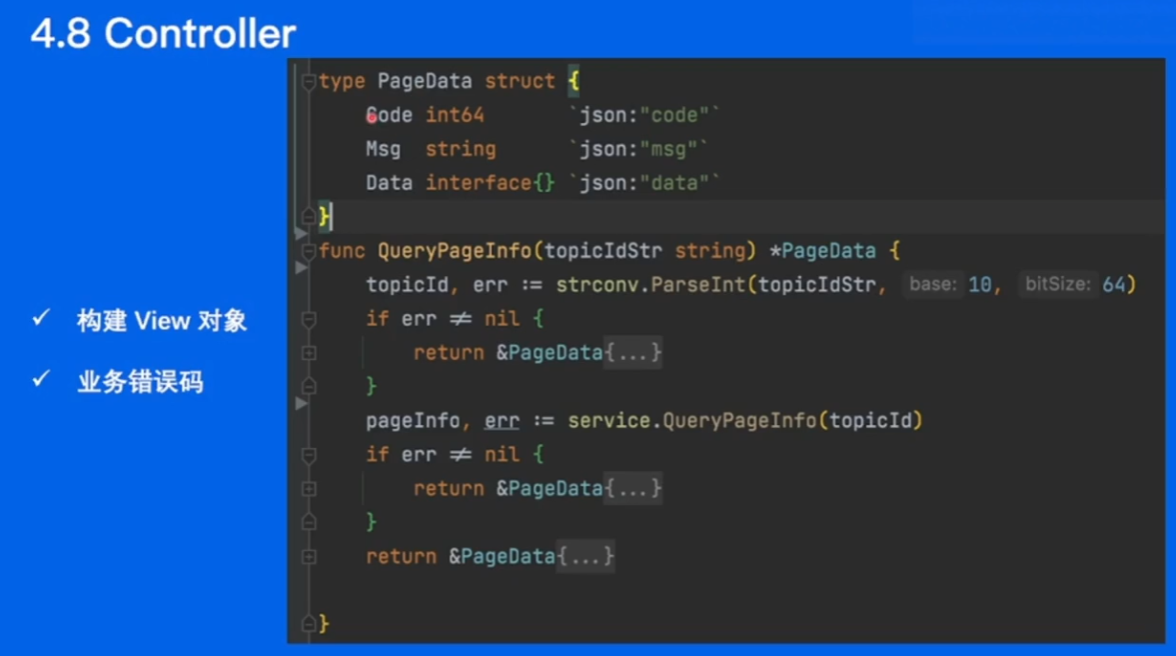 4.8 Controller
✓ 构建 View 对象
✓ 业务错误码
type PageData struct {
    Code int64       `json:"code"`
    Msg  string      `json:"msg"`
    Data interface{} `json:"data"`
}
func QueryPageInfo(topicIdStr string) *PageData {
    topicId, err := strconv.ParseInt(topicIdStr, base: 10, bitSize: 64)
    if err ≠ nil {
        return &PageData{...}
    }
    pageInfo, err := service.QueryPageInfo(topicId)
    if err ≠ nil {
        return &PageData{...}
    }
    return &PageData{...}
}